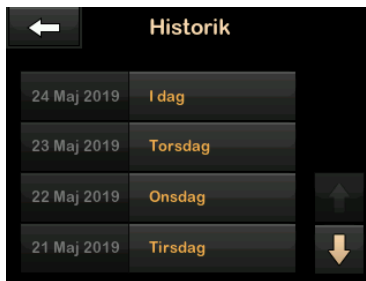 Historik
24 Maj 2019 I dag
23 Maj 2019 Torsdag
22 Maj 2019 Onsdag
21 Maj 2019 Tirsdag